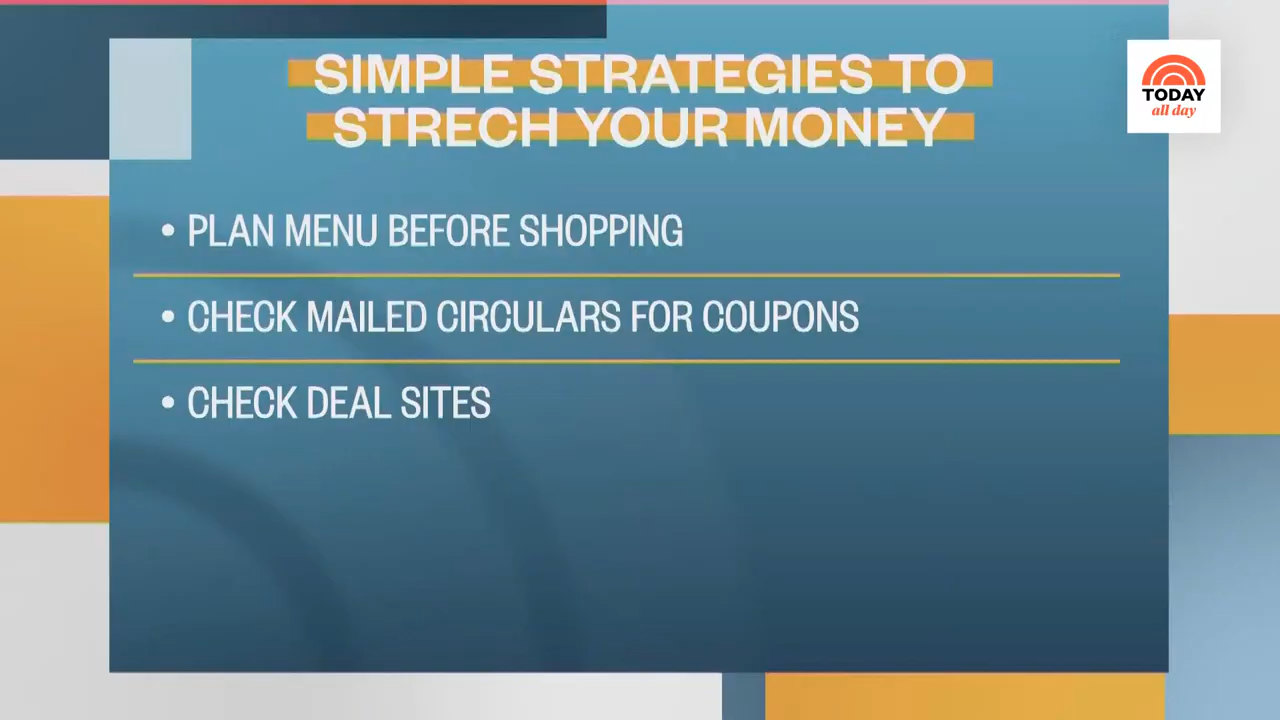 SIMPLE STRATEGIES TO
STRECH YOUR MONEY
TODAY
all day
• PLAN MENU BEFORE SHOPPING
• CHECK MAILED CIRCULARS FOR COUPONS
• CHECK DEAL SITES